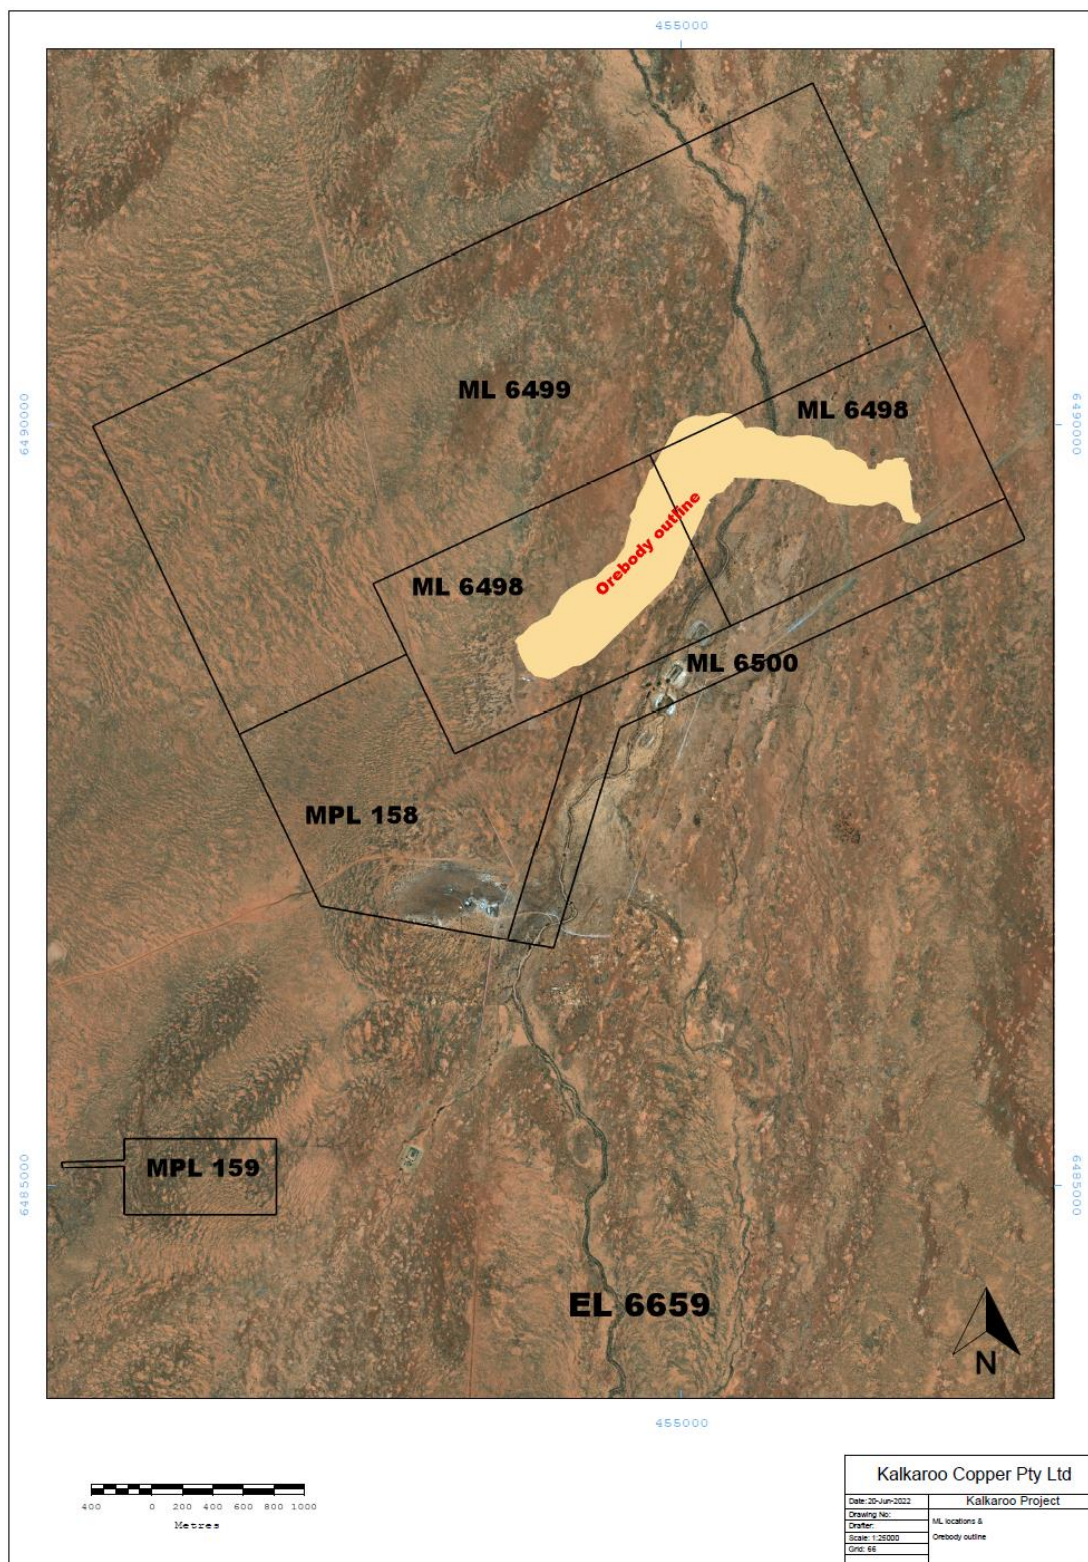 455000
ML 6499
ML 6498
6490000
6490000
Orebody outline
ML 6498
ML 6500
MPL 158
MPL 159
6485000
6485000
EL 6659
N
455000
400 0 200 400 600 800 1000
Metres
Kalkaroo Copper Pty Ltd
Date: 20-Jun-2022
Kalkaroo Project
Drawing No:
ML locations &
Drafter:
Orebody outline
Scale: 1:25000
Grid: 66